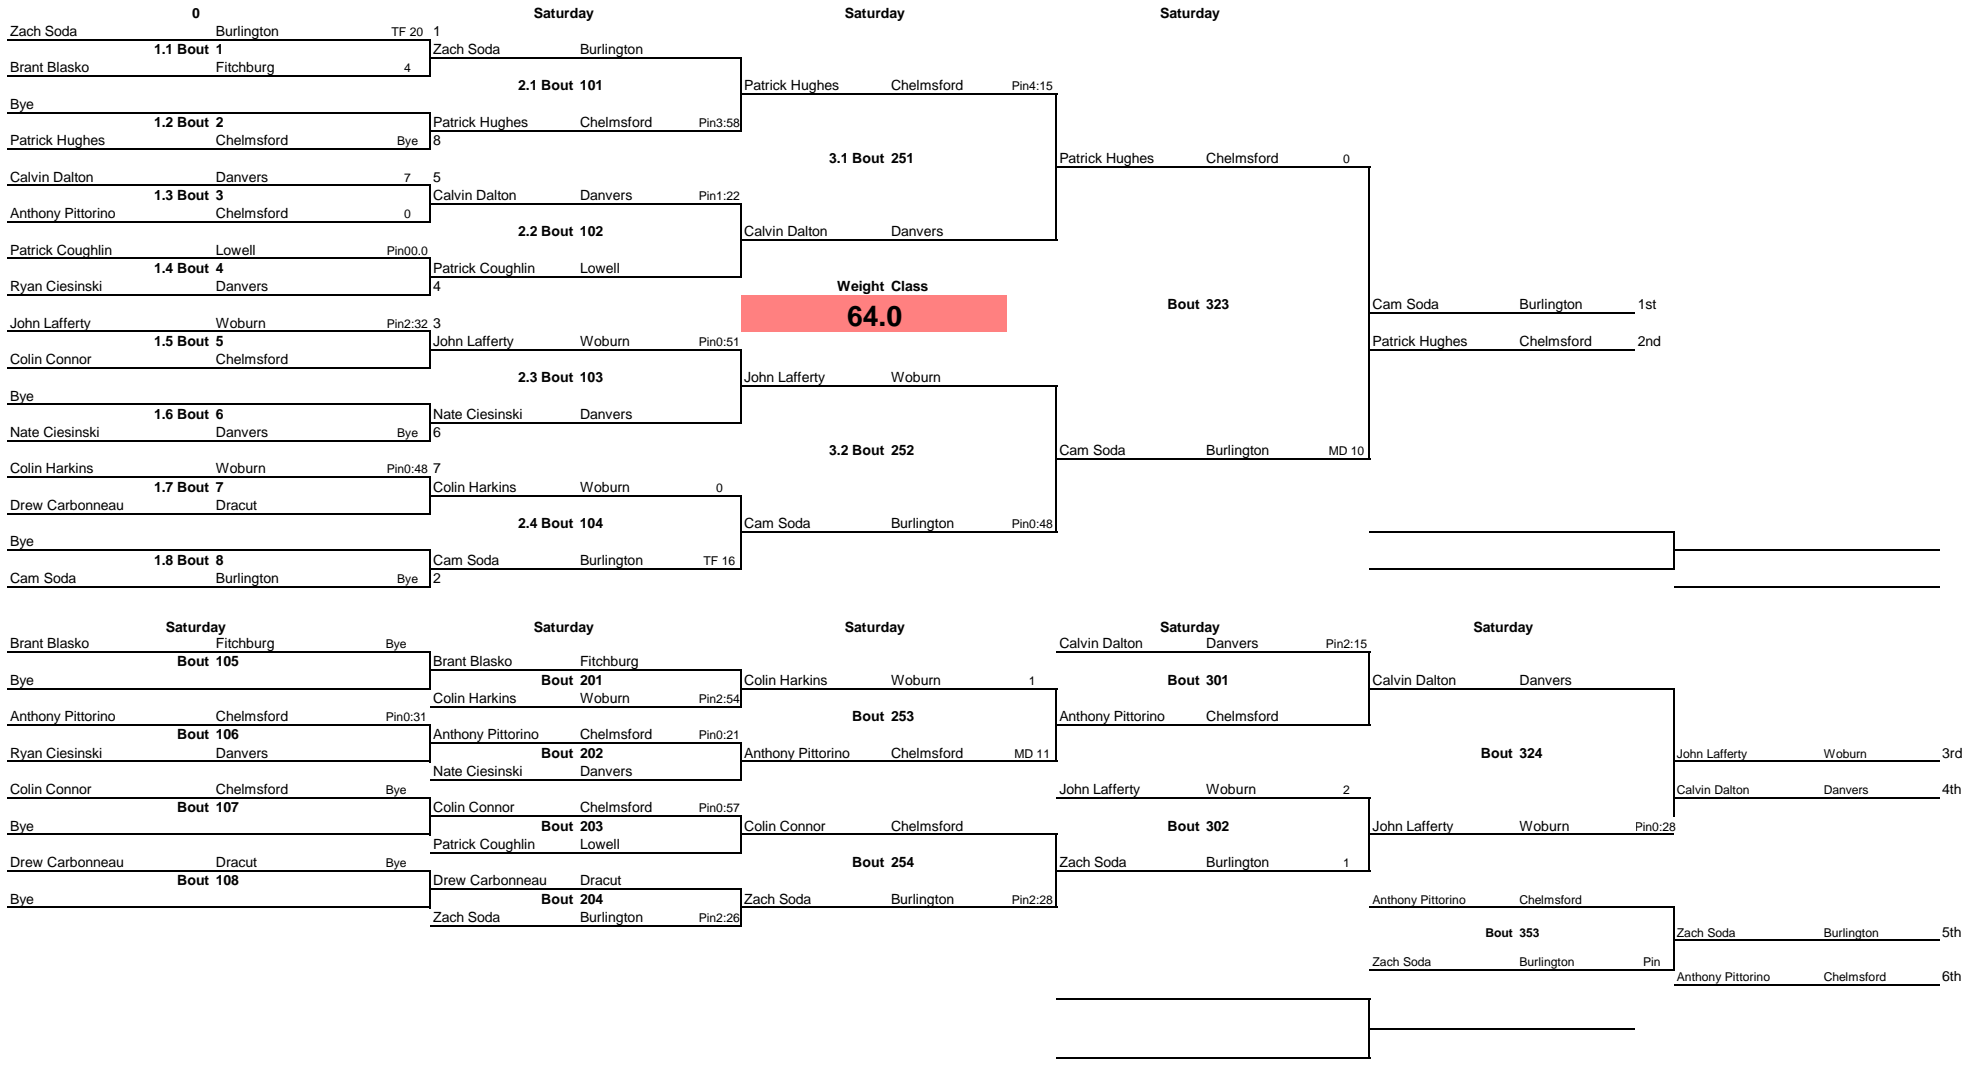 0 Saturday Saturday Saturday
Zach Soda Burlington TF 20 1
1.1 Bout 1 Zach Soda Burlington
Brant Blasko Fitchburg 4
2.1 Bout 101 Patrick Hughes Chelmsford Pin4:15
Bye
1.2 Bout 2 Patrick Hughes Chelmsford Pin3:58
Patrick Hughes Chelmsford Bye 8
3.1 Bout 251 Patrick Hughes Chelmsford 0
Calvin Dalton Danvers 7 5
1.3 Bout 3 Calvin Dalton Danvers Pin1:22
Anthony Pittorino Chelmsford 0
2.2 Bout 102 Calvin Dalton Danvers
Patrick Coughlin Lowell Pin00.0
1.4 Bout 4 Patrick Coughlin Lowell
Ryan Ciesinski Danvers 4 Weight Class
Bout 323 Cam Soda Burlington 1st
64.0
John Lafferty Woburn Pin2:32 3
1.5 Bout 5 John Lafferty Woburn Pin0:51 Patrick Hughes Chelmsford 2nd
Colin Connor Chelmsford
2.3 Bout 103 John Lafferty Woburn
Bye
1.6 Bout 6 Nate Ciesinski Danvers
Nate Ciesinski Danvers Bye 6
3.2 Bout 252 Cam Soda Burlington MD 10
Colin Harkins Woburn Pin0:48 7
1.7 Bout 7 Colin Harkins Woburn 0
Drew Carbonneau Dracut
2.4 Bout 104 Cam Soda Burlington Pin0:48
Bye
1.8 Bout 8 Cam Soda Burlington TF 16
Cam Soda Burlington Bye 2
Saturday Saturday Saturday Saturday Saturday
Brant Blasko Fitchburg Bye Calvin Dalton Danvers Pin2:15
Bout 105 Brant Blasko Fitchburg
Bye Bout 201 Colin Harkins Woburn 1 Bout 301 Calvin Dalton Danvers
Colin Harkins Woburn Pin2:54
Anthony Pittorino Chelmsford Pin0:31 Bout 253 Anthony Pittorino Chelmsford
Bout 106 Anthony Pittorino Chelmsford Pin0:21
Ryan Ciesinski Danvers Bout 202 Anthony Pittorino Chelmsford MD 11 Bout 324 John Lafferty Woburn 3rd
Nate Ciesinski Danvers
Colin Connor Chelmsford Bye John Lafferty Woburn 2 Calvin Dalton Danvers 4th
Bout 107 Colin Connor Chelmsford Pin0:57
Bye Bout 203 Colin Connor Chelmsford Bout 302 John Lafferty Woburn Pin0:28
Patrick Coughlin Lowell
Drew Carbonneau Dracut Bye Bout 254 Zach Soda Burlington 1
Bout 108 Drew Carbonneau Dracut
Bye Bout 204 Zach Soda Burlington Pin2:28 Anthony Pittorino Chelmsford
Zach Soda Burlington Pin2:26
Bout 353 Zach Soda Burlington 5th
Zach Soda Burlington Pin
Anthony Pittorino Chelmsford 6th